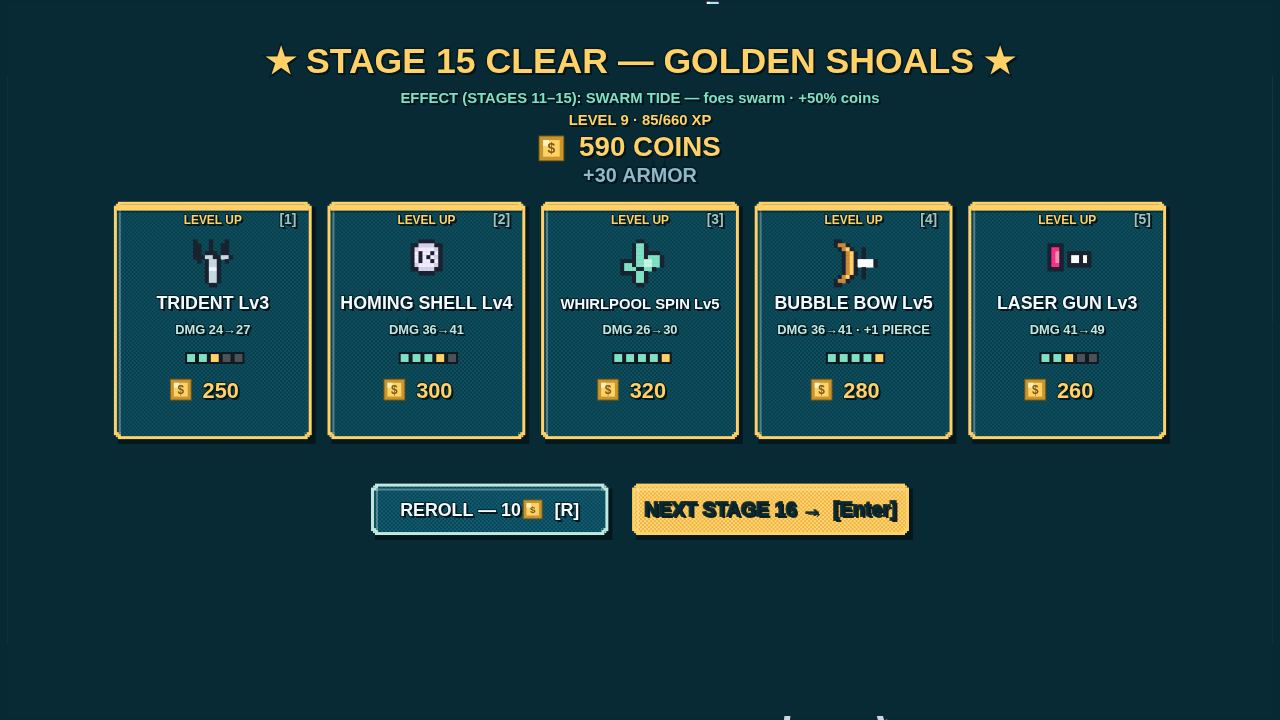 ★ STAGE 15 CLEAR — GOLDEN SHOALS ★
EFFECT (STAGES 11–15): SWARM TIDE — foes swarm · +50% coins
LEVEL 9 · 85/660 XP
$ 590 COINS
+30 ARMOR
LEVEL UP [1]
TRIDENT Lv3
DMG 24→27
$ 250
LEVEL UP [2]
HOMING SHELL Lv4
DMG 36→41
$ 300
LEVEL UP [3]
WHIRLPOOL SPIN Lv5
DMG 26→30
$ 320
LEVEL UP [4]
BUBBLE BOW Lv5
DMG 36→41 · +1 PIERCE
$ 280
LEVEL UP [5]
LASER GUN Lv3
DMG 41→49
$ 260
REROLL — 10 $ [R]
NEXT STAGE 16 → [Enter]